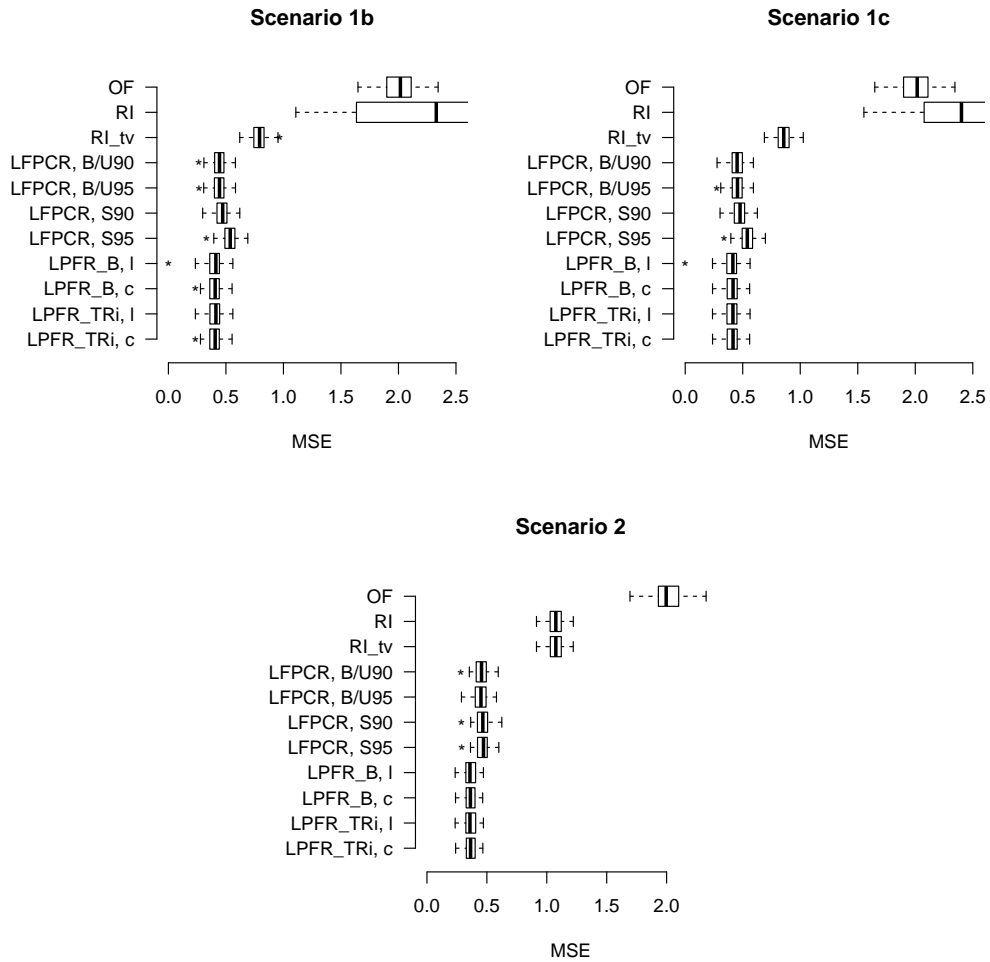 Scenario 1b
OF
RI
RI_tv
LFPCR, B/U90
LFPCR, B/U95
LFPCR, S90
LFPCR, S95
LPFR_B, l
LPFR_B, c
LPFR_TRi, l
LPFR_TRi, c
0.0 0.5 1.0 1.5 2.0 2.5
MSE
Scenario 1c
OF
RI
RI_tv
LFPCR, B/U90
LFPCR, B/U95
LFPCR, S90
LFPCR, S95
LPFR_B, l
LPFR_B, c
LPFR_TRi, l
LPFR_TRi, c
0.0 0.5 1.0 1.5 2.0 2.5
MSE
Scenario 2
OF
RI
RI_tv
LFPCR, B/U90
LFPCR, B/U95
LFPCR, S90
LFPCR, S95
LPFR_B, l
LPFR_B, c
LPFR_TRi, l
LPFR_TRi, c
0.0 0.5 1.0 1.5 2.0
MSE